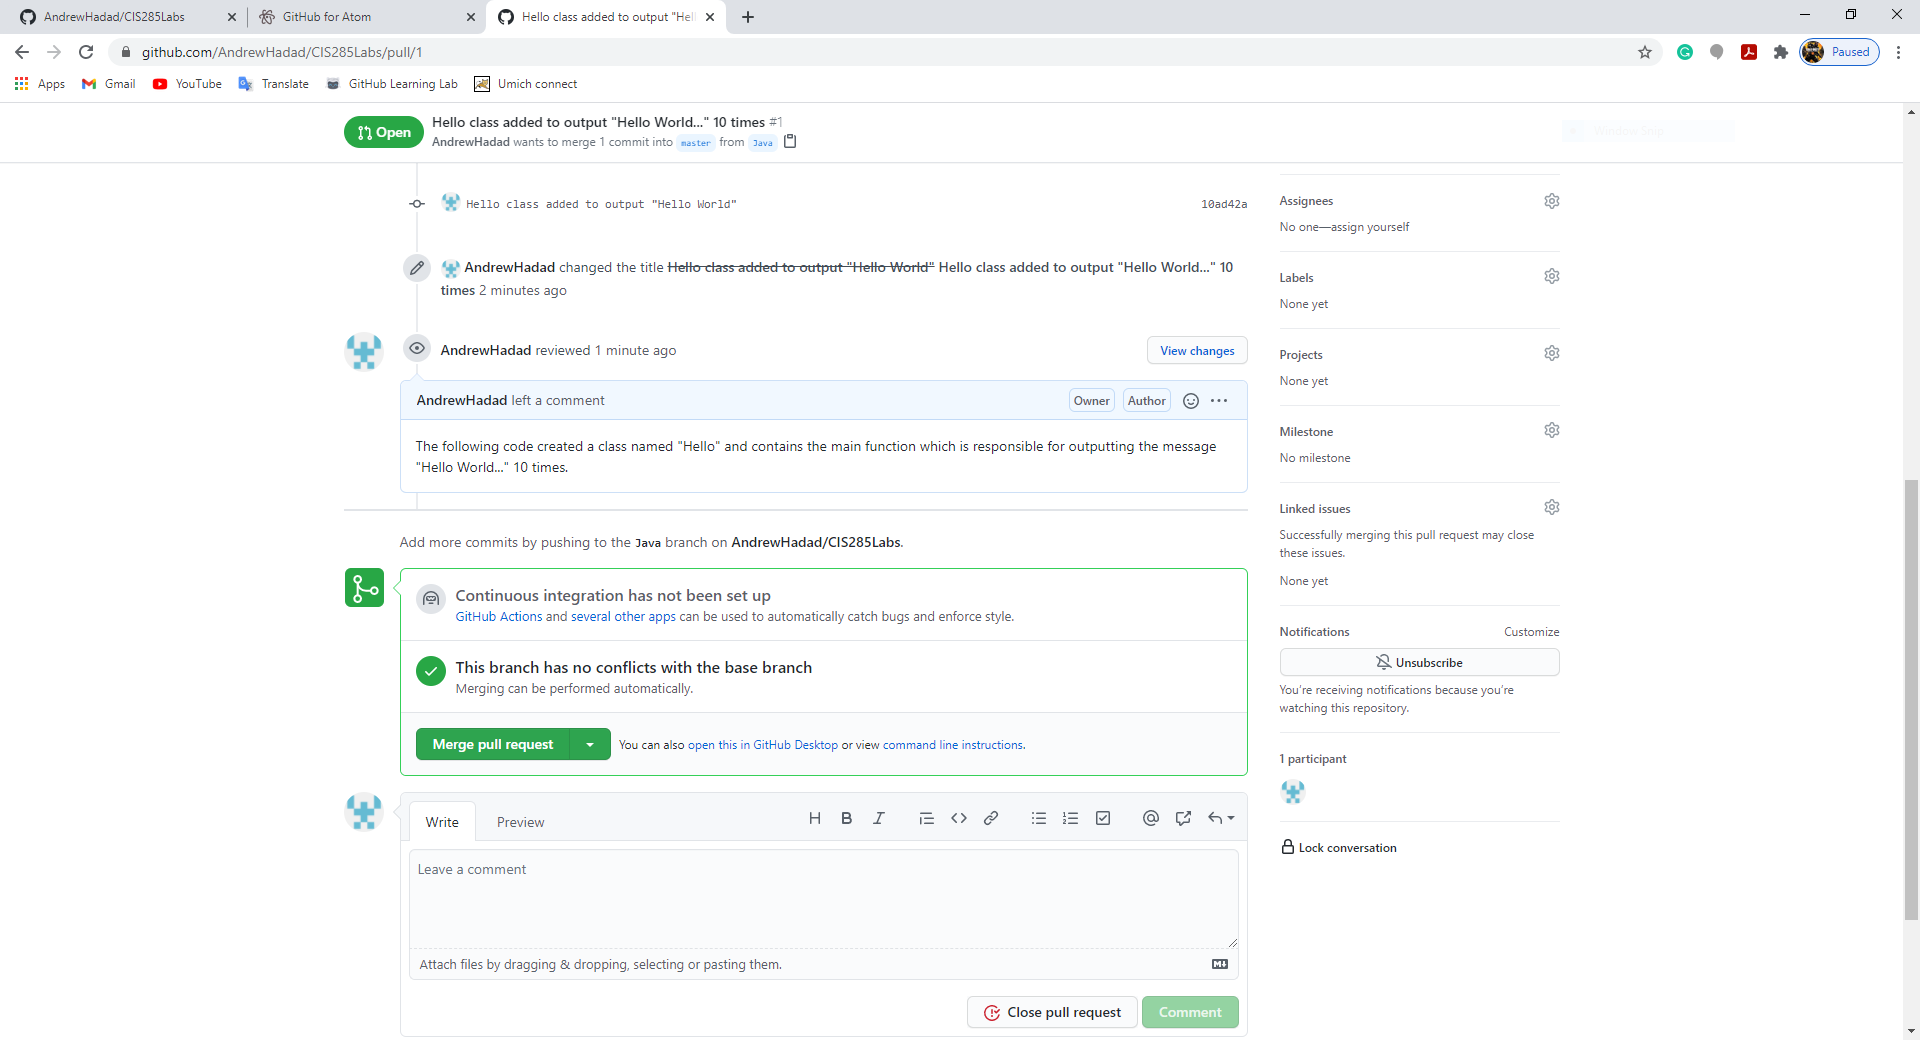 AndrewHadad/CIS285Labs
GitHub for Atom
Hello class added to output "Hell
github.com/AndrewHadad/CIS285Labs/pull/1
Paused
Apps
Gmail
YouTube
Translate
GitHub Learning Lab
Umich connect
Open
Hello class added to output "Hello World..." 10 times #1
AndrewHadad wants to merge 1 commit into master from Java
Window Snip
Hello class added to output "Hello World" 10ad42a
AndrewHadad changed the title Hello class added to output "Hello World" Hello class added to output "Hello World..." 10
times 2 minutes ago
AndrewHadad reviewed 1 minute ago
View changes
AndrewHadad left a comment
Owner
Author
The following code created a class named "Hello" and contains the main function which is responsible for outputting the message
"Hello World..." 10 times.
Add more commits by pushing to the Java branch on AndrewHadad/CIS285Labs.
Continuous integration has not been set up
GitHub Actions and several other apps can be used to automatically catch bugs and enforce style.
This branch has no conflicts with the base branch
Merging can be performed automatically.
Merge pull request
You can also open this in GitHub Desktop or view command line instructions.
Write
Preview
H B I
Leave a comment
Attach files by dragging & dropping, selecting or pasting them.
Close pull request
Comment
Assignees
No one—assign yourself
Labels
None yet
Projects
None yet
Milestone
No milestone
Linked issues
Successfully merging this pull request may close
these issues.
None yet
Notifications
Customize
Unsubscribe
You're receiving notifications because you're
watching this repository.
1 participant
Lock conversation